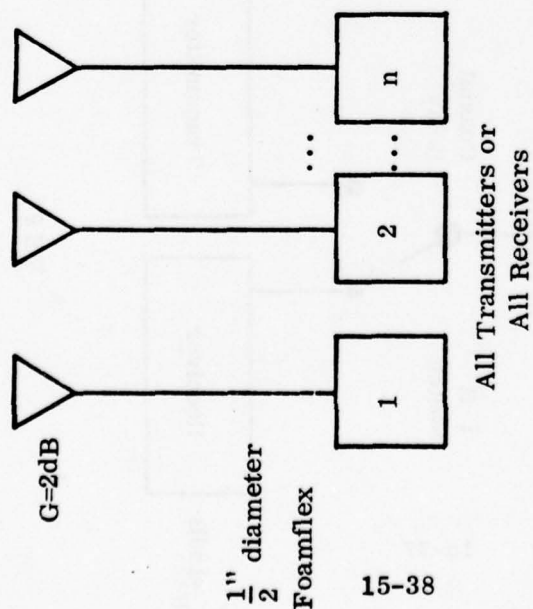 G=2dB
1/2" diameter
Foamflex
1
2
...
...
n
All Transmitters or
All Receivers
15-38